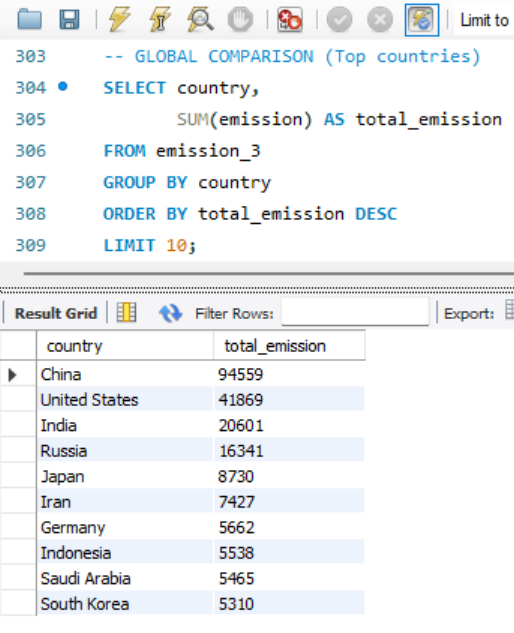 Limit to
303 -- GLOBAL COMPARISON (Top countries)
304 SELECT country,
305 SUM(emission) AS total_emission
306 FROM emission_3
307 GROUP BY country
308 ORDER BY total_emission DESC
309 LIMIT 10;
Result Grid Filter Rows: Export:
country total_emission
China 94559
United States 41869
India 20601
Russia 16341
Japan 8730
Iran 7427
Germany 5662
Indonesia 5538
Saudi Arabia 5465
South Korea 5310